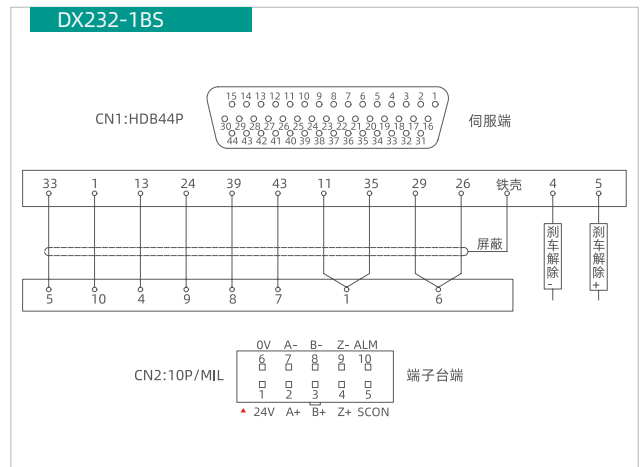 DX232-1BS
15 14 13 12 11 10 9 8 7 6 5 4 3 2 1
CN1:HDB44P
伺服端
30 29 28 27 26 25 24 23 22 21 20 19 18 17 16
44 43 42 41 40 39 38 37 36 35 34 33 32 31
33 1 13 24 39 43 11 35 29 26 铁壳 4 5
屏蔽
刹车解除-
刹车解除+
5 10 4 9 8 7 1 6
0V A- B- Z- ALM
6 7 8 9 10
CN2:10P/MIL
端子台端
1 2 3 4 5
24V A+ B+ Z+ SCON